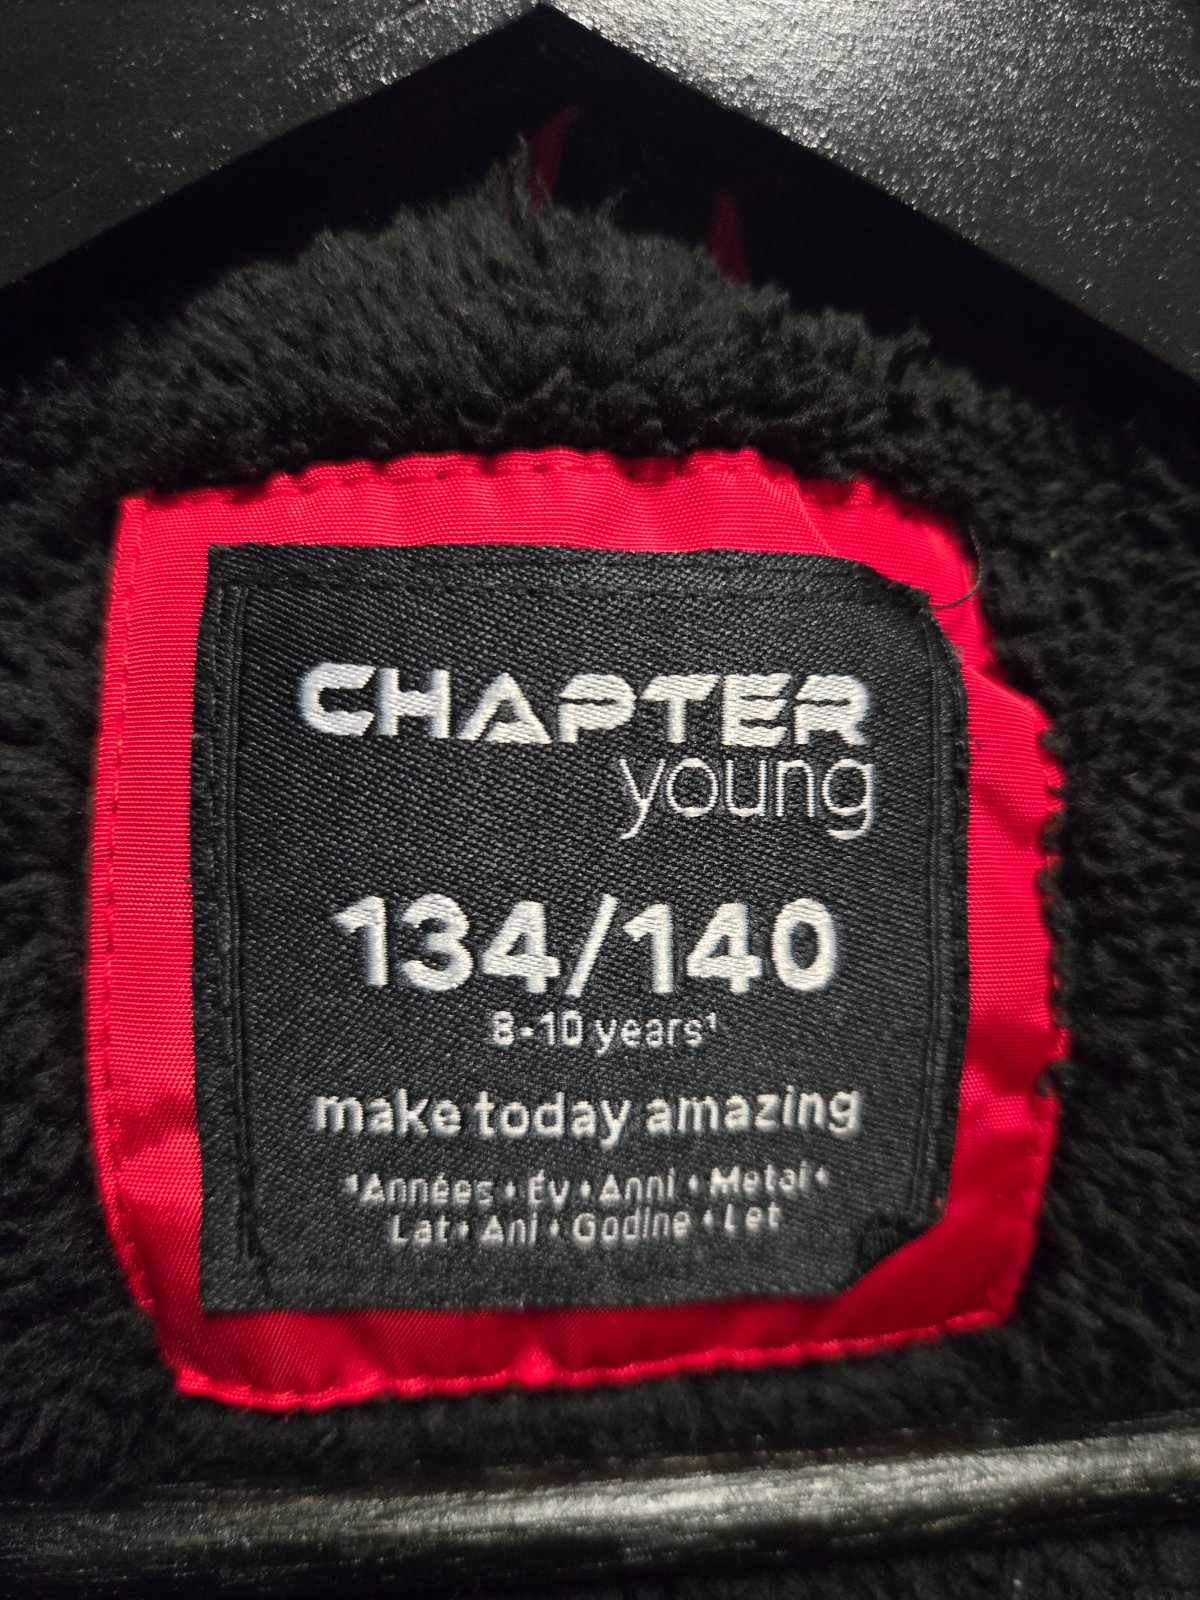 CHAPTER
young
134/140
8-10 years¹
make today amazing
¹Années • Év • Anni • Metai •
Lat • Ani • Godine • Let